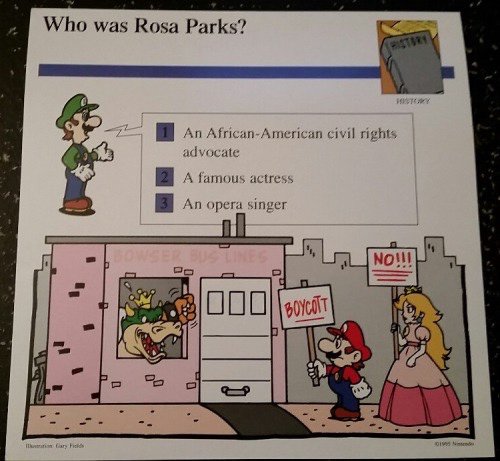 Who was Rosa Parks?
HISTORY
HISTORY
1 An African-American civil rights
advocate
2 A famous actress
3 An opera singer
BOWSER BUS LINES
NO!!!
BOYCOTT
Illustration: Gary Fields
©1995 Nintendo